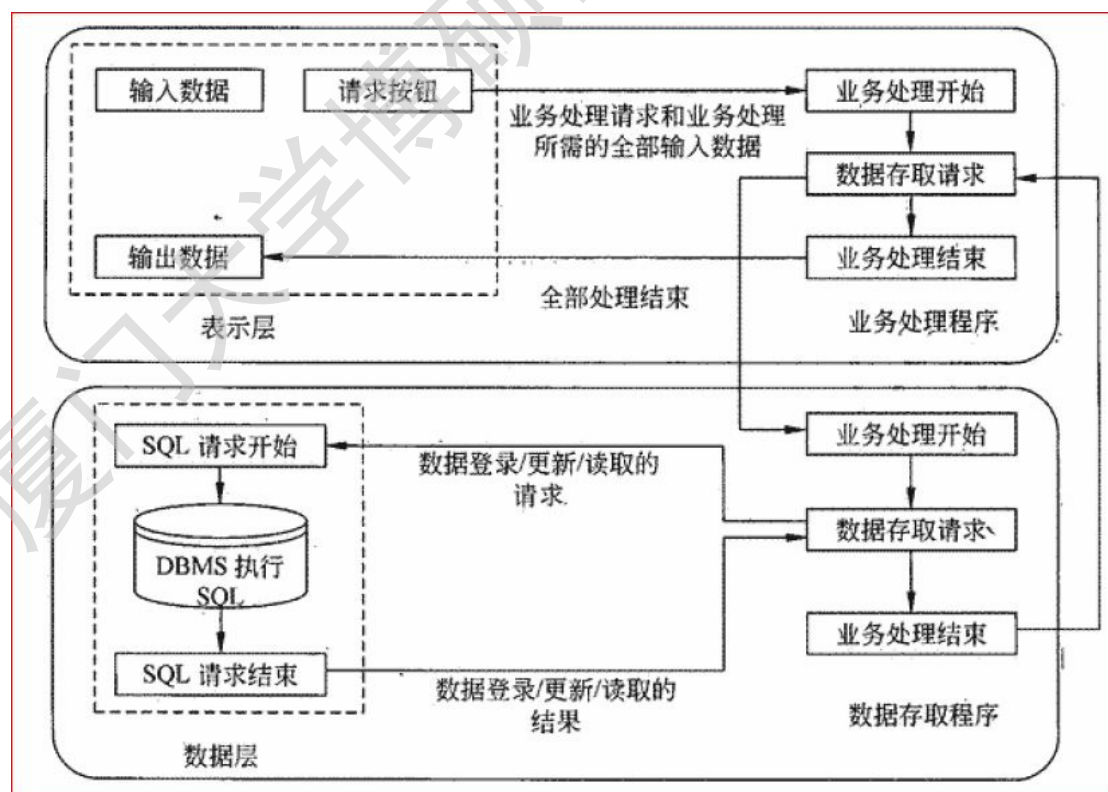 输入数据
请求按钮
业务处理请求和业务处理
所需的全部输入数据
业务处理开始
数据存取请求
业务处理结束
输出数据
全部处理结束
表示层
业务处理程序
SQL 请求开始
DBMS 执行
SQL
SQL 请求结束
数据层
数据登录/更新/读取的
请求
数据登录/更新/读取的
结果
业务处理开始
数据存取请求
业务处理结束
数据存取程序
厦门大学博硕